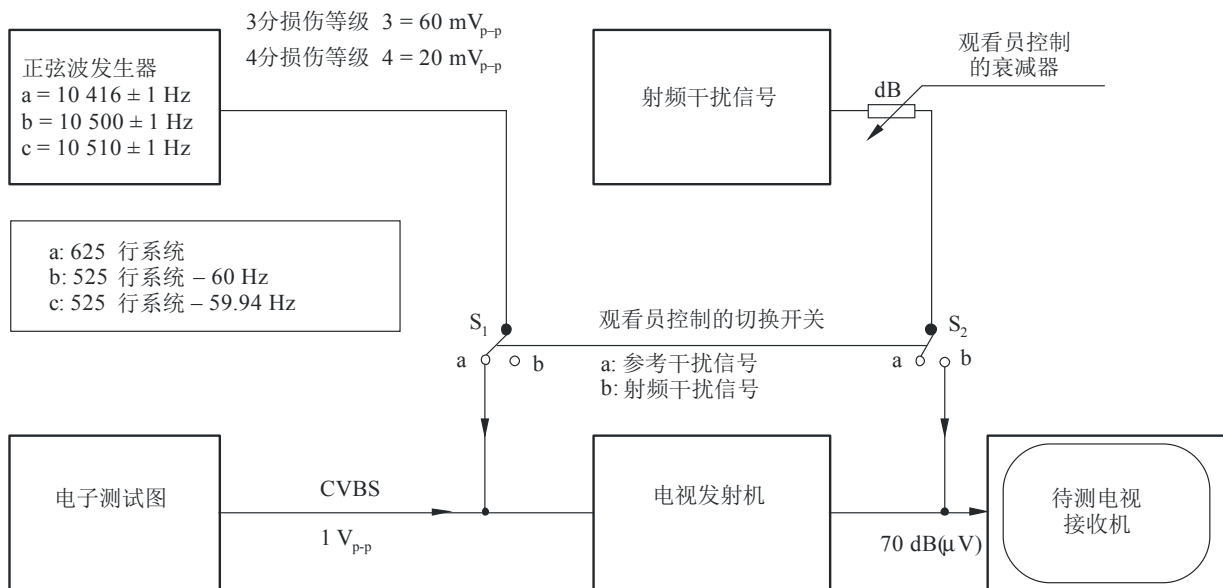 3分损伤等级 3 = 60 mVp–p
4分损伤等级 4 = 20 mVp–p
正弦波发生器
a = 10 416 ± 1 Hz
b = 10 500 ± 1 Hz
c = 10 510 ± 1 Hz
射频干扰信号
dB
观看员控制
的衰减器
a: 625 行系统
b: 525 行系统 – 60 Hz
c: 525 行系统 – 59.94 Hz
S1
a
b
观看员控制的切换开关
a: 参考干扰信号
b: 射频干扰信号
S2
a
b
电子测试图
CVBS
1 Vp-p
电视发射机
70 dB(μV)
待测电视
接收机